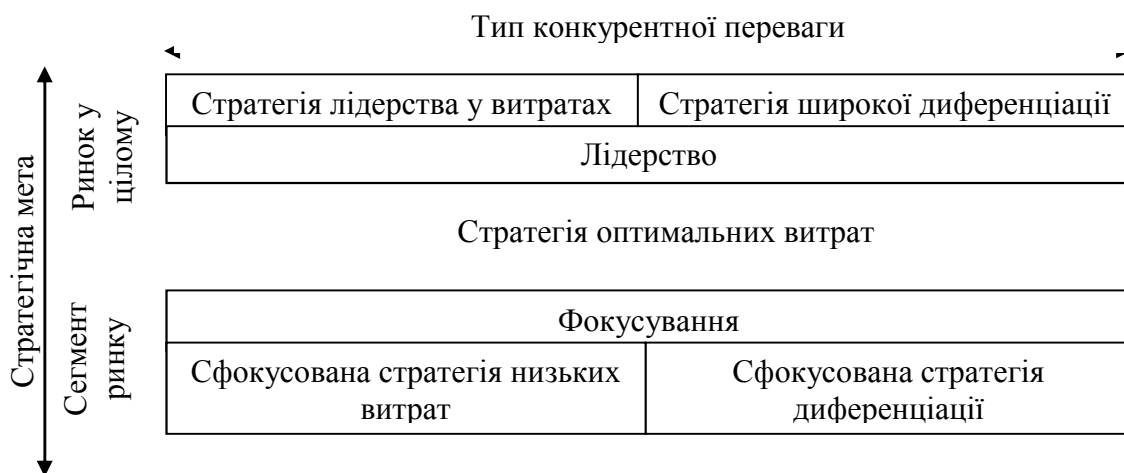 Тип конкурентної переваги
Стратегічна мета
Ринок у
цілому
Стратегія лідерства у витратах
Стратегія широкої диференціації
Лідерство
Стратегія оптимальних витрат
Сегмент
ринку
Фокусування
Сфокусована стратегія низьких
витрат
Сфокусована стратегія
диференціації